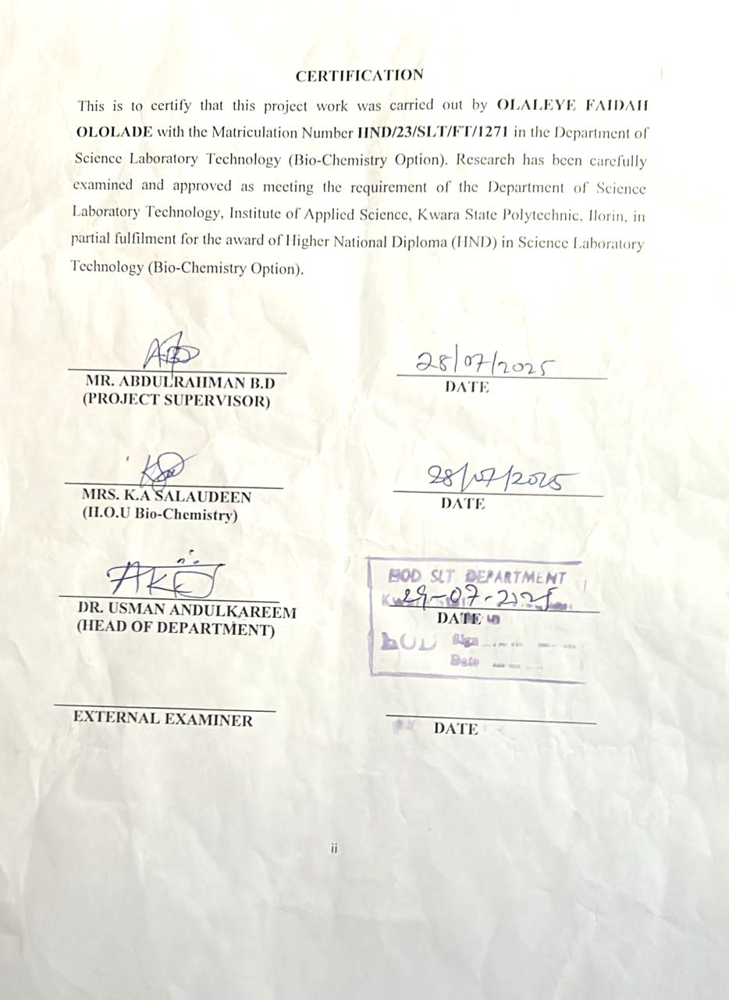 CERTIFICATION
This is to certify that this project work was carried out by OLALEYE FAIDAH
OLOLADE with the Matriculation Number HND/23/SLT/FT/1271 in the Department of
Science Laboratory Technology (Bio-Chemistry Option). Research has been carefully
examined and approved as meeting the requirement of the Department of Science
Laboratory Technology, Institute of Applied Science, Kwara State Polytechnic, Ilorin, in
partial fulfilment for the award of Higher National Diploma (HND) in Science Laboratory
Technology (Bio-Chemistry Option).
28/07/2025
MR. ABDULRAHMAN B.D
DATE
(PROJECT SUPERVISOR)
28/07/2025
MRS. K.A SALAUDEEN
DATE
(H.O.U Bio-Chemistry)
HOD SLT DEPARTMENT
29-07-2025
DR. USMAN ANDULKAREEM
DATE
(HEAD OF DEPARTMENT)
HOD Sign
Date
EXTERNAL EXAMINER
DATE
ii